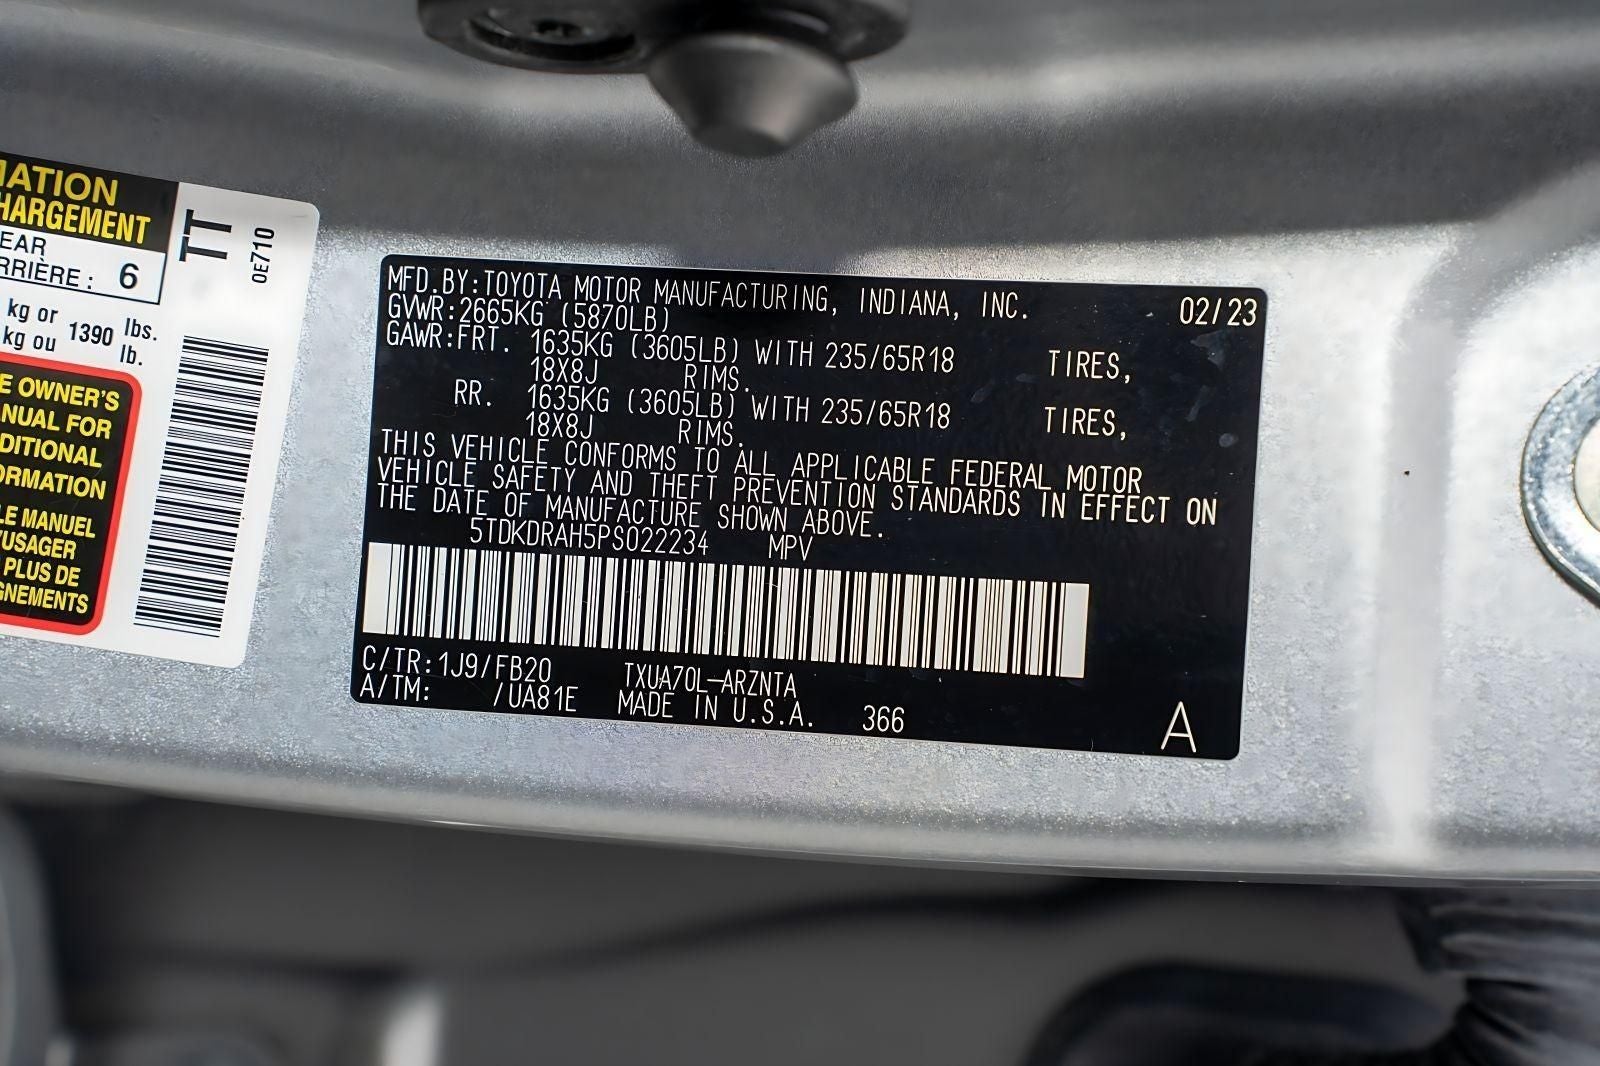 MATION
HARGEMENT
EAR
RRIÈRE : 6
kg or
kg ou 1390 lbs.
lb.
E OWNER'S
ANUAL FOR
DITIONAL
ORMATION
LE MANUEL
'USAGER
PLUS DE
GNEMENTS
TT
0E710
MFD.BY:TOYOTA MOTOR MANUFACTURING, INDIANA, INC. 02/23
GVWR:2665KG (5870LB)
GAWR:FRT. 1635KG (3605LB) WITH 235/65R18 TIRES,
18X8J RIMS.
RR. 1635KG (3605LB) WITH 235/65R18 TIRES,
18X8J RIMS.
THIS VEHICLE CONFORMS TO ALL APPLICABLE FEDERAL MOTOR
VEHICLE SAFETY AND THEFT PREVENTION STANDARDS IN EFFECT ON
THE DATE OF MANUFACTURE SHOWN ABOVE.
5TDKDRAH5PS022234 MPV
C/TR:1J9/FB20 TXUA70L-ARZNTA
A/TM: /UA81E MADE IN U.S.A. 366
A